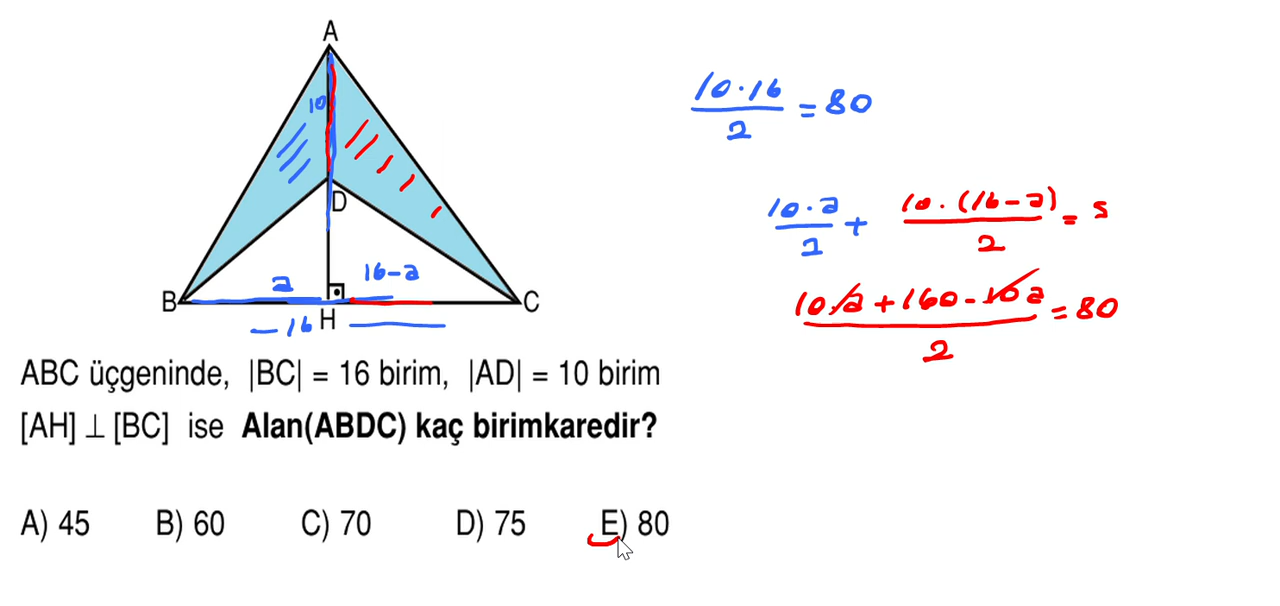 A
10
D
a
16-a
B
C
16
H
10·16
2
= 80
10·a
2
+
10·(16-a)
2
= s
10·a + 160 - 10a
2
= 80
ABC üçgeninde, |BC| = 16 birim, |AD| = 10 birim
[AH] ⊥ [BC] ise Alan(ABDC) kaç birimkaredir?
A) 45 B) 60 C) 70 D) 75 E) 80